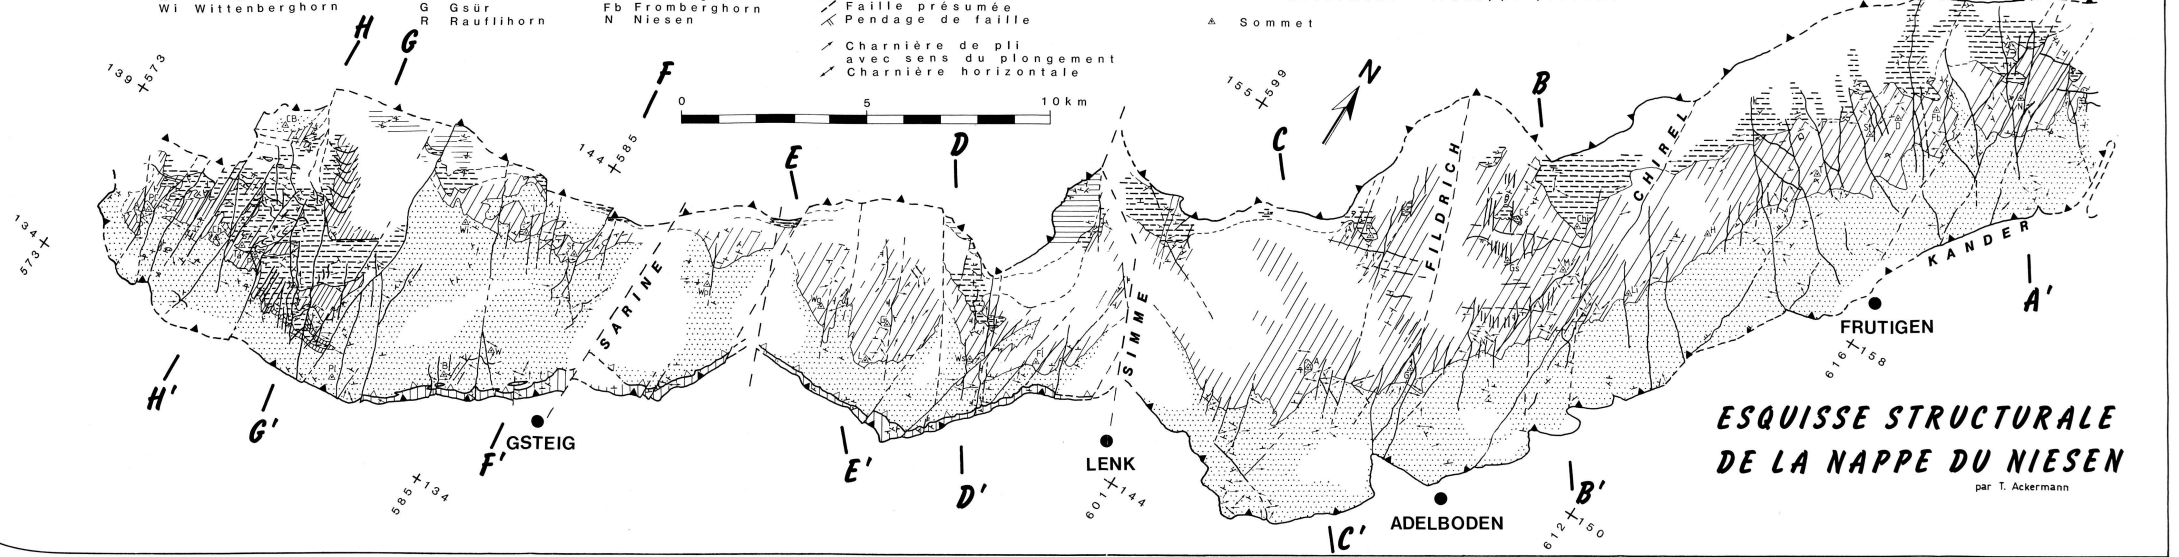 Wi Wittenberghorn
G Gsür
R Rauflihorn
Fb Fromberghorn
N Niesen
Faille présumée
Pendage de faille
Charnière de pli
avec sens du plongement
Charnière horizontale
Sommet
0 5 10 km
N
H
G
F
E
D
C
B
139 573
144 585
155 599
134 573
SARINE
SIMME
FILDRICH
CHIREL
KANDER
H'
G'
F'
E'
D'
C'
B'
A'
GSTEIG
LENK
ADELBODEN
FRUTIGEN
585 134
601 144
612 150
616 158
ESQUISSE STRUCTURALE
DE LA NAPPE DU NIESEN
par T. Ackermann